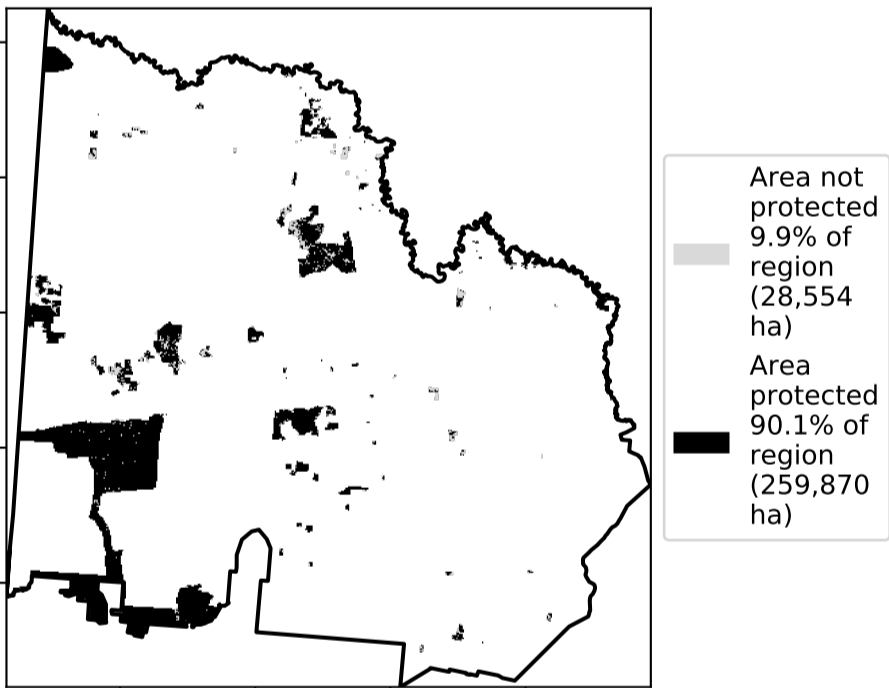 Area not
protected
9.9% of
region
(28,554
ha)
Area
protected
90.1% of
region
(259,870
ha)